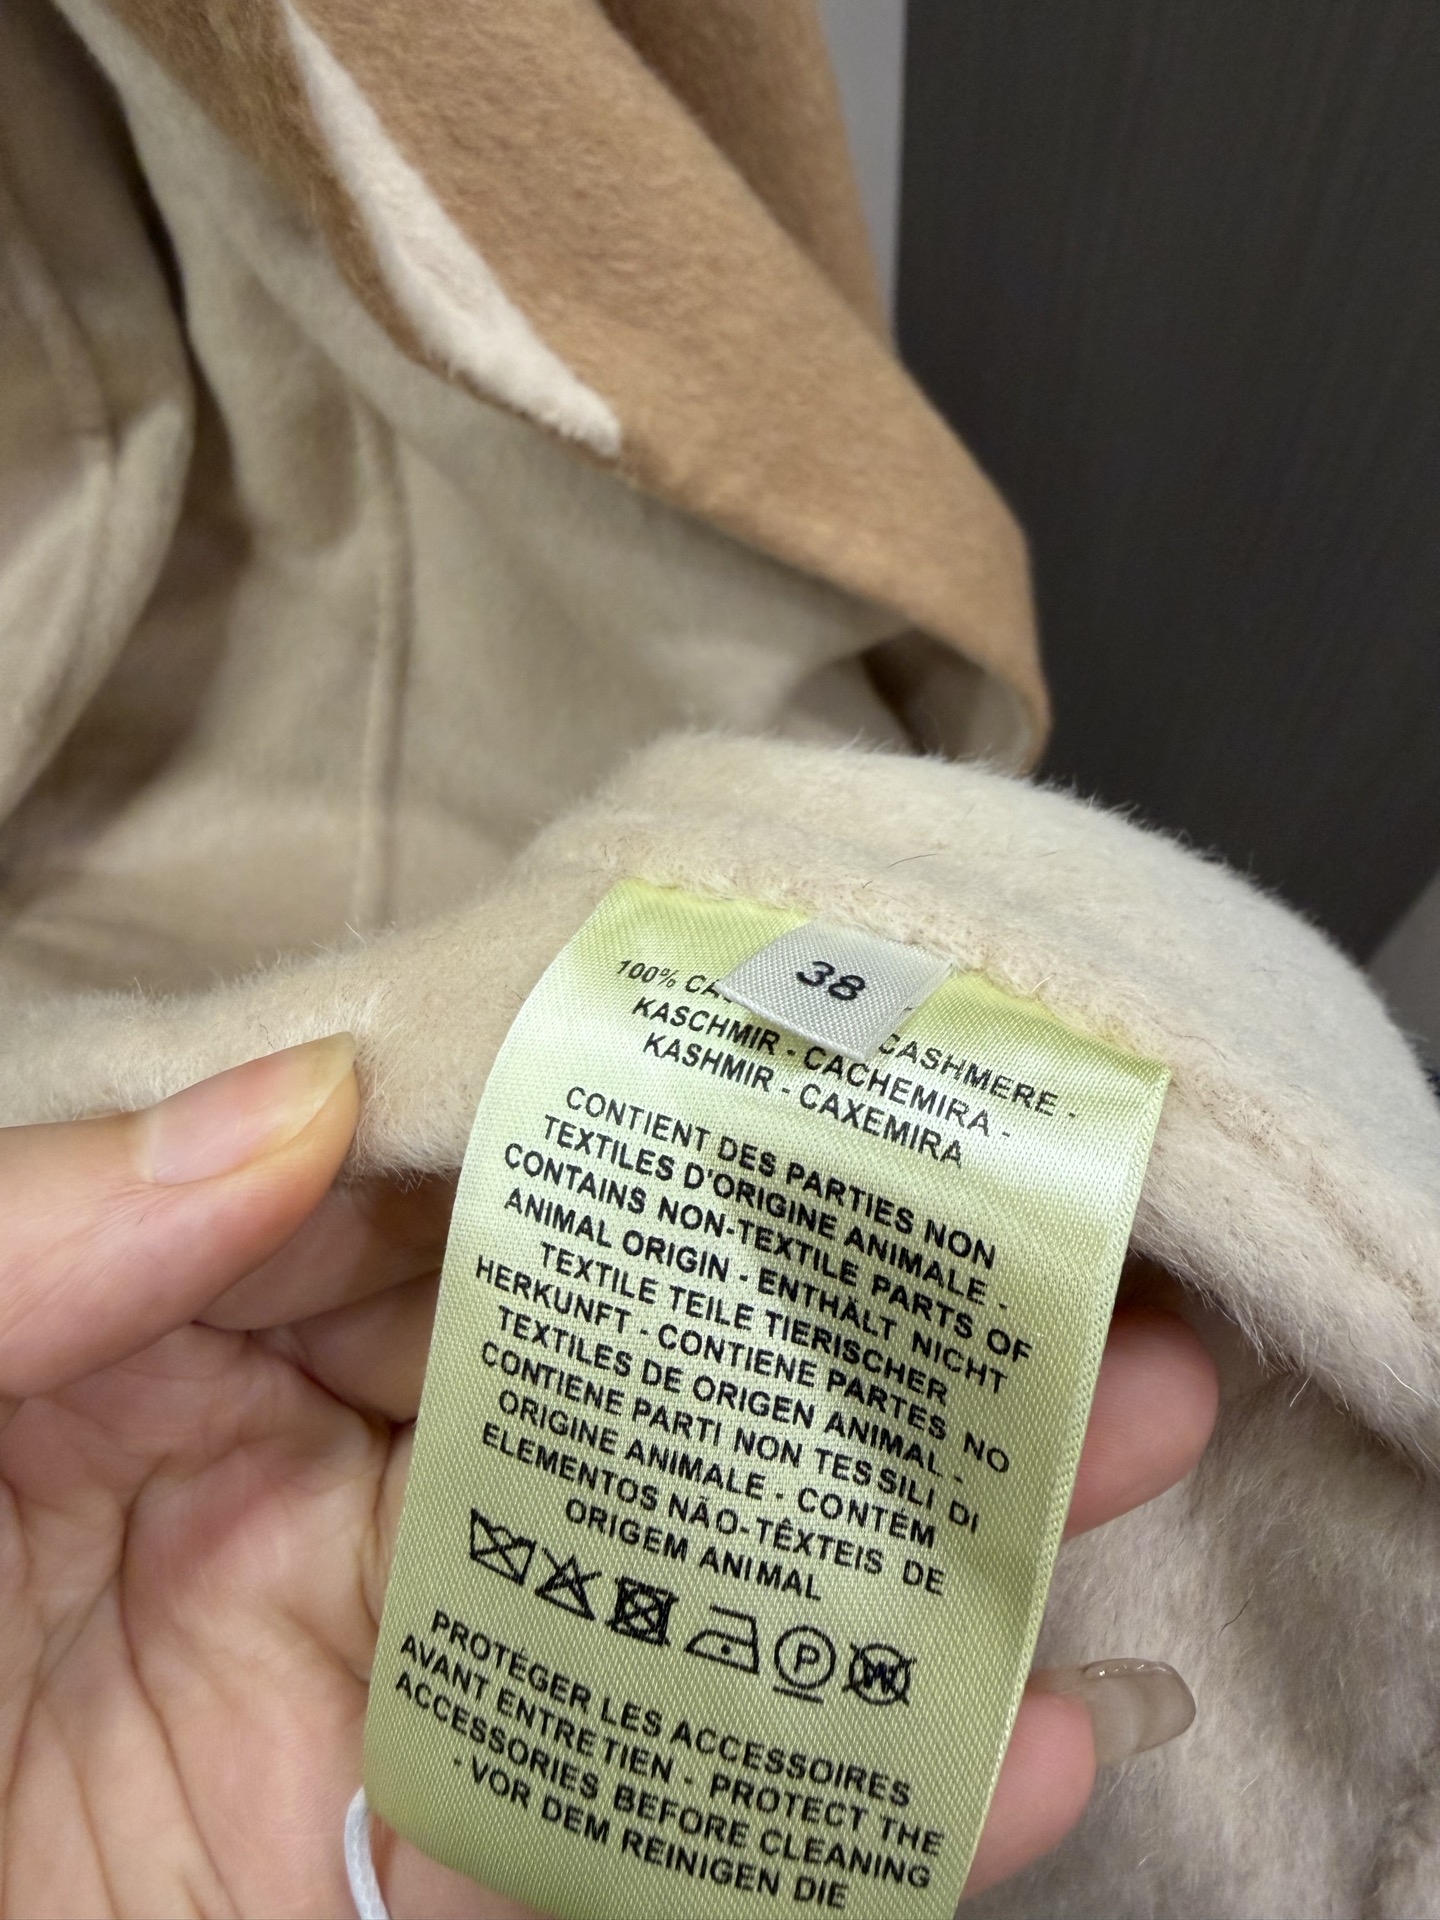 38
100% CA CASHMERE -
KASCHMIR - CACHEMIRA -
KASHMIR - CAXEMIRA
CONTIENT DES PARTIES NON
TEXTILES D'ORIGINE ANIMALE -
CONTAINS NON-TEXTILE PARTS OF
ANIMAL ORIGIN - ENTHÄLT NICHT
TEXTILE TEILE TIERISCHER
HERKUNFT - CONTIENE PARTES NO
TEXTILES DE ORIGEN ANIMAL -
CONTIENE PARTI NON TESSILI DI
ORIGINE ANIMALE - CONTÉM
ELEMENTOS NÃO-TÊXTEIS DE
ORIGEM ANIMAL
P W
PROTÉGER LES ACCESSOIRES
AVANT ENTRETIEN - PROTECT THE
ACCESSORIES BEFORE CLEANING
- VOR DEM REINIGEN DIE